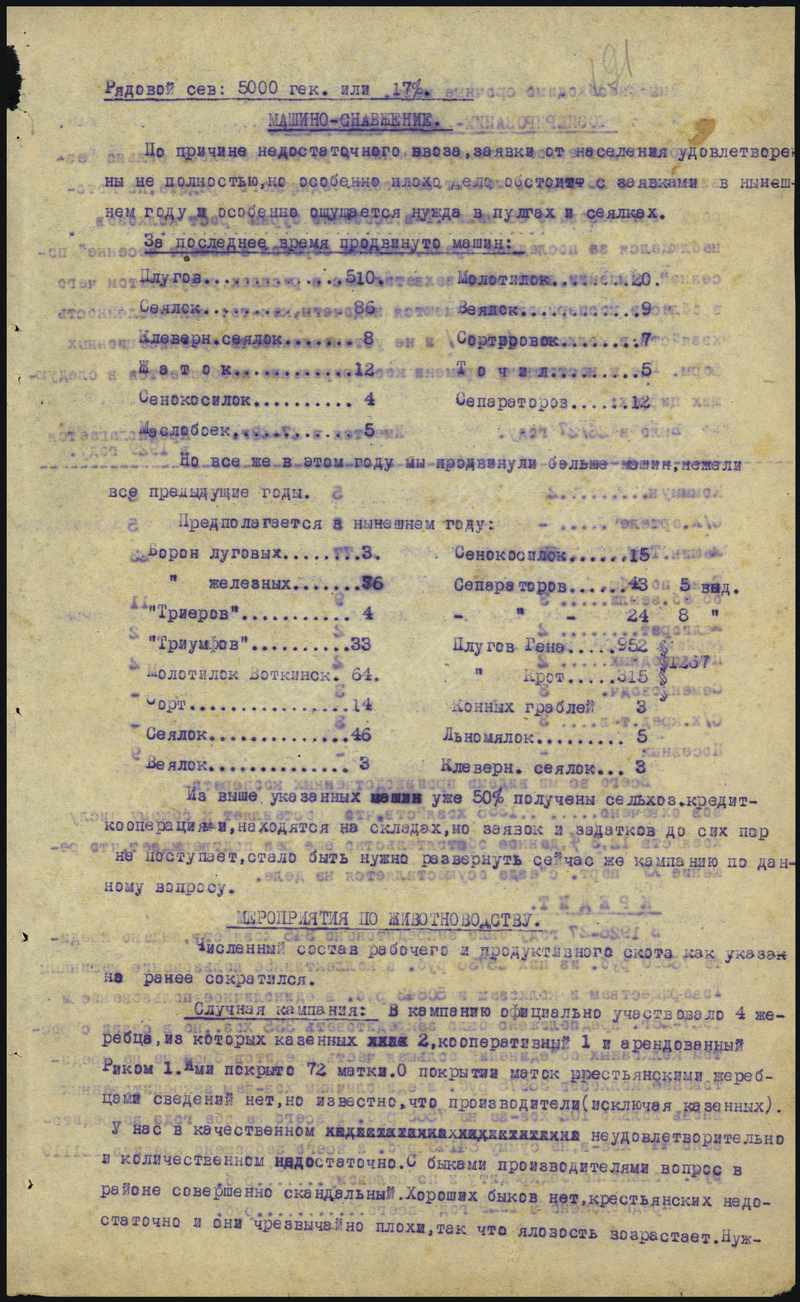 191
Рядовой сев: 5000 гек. или 17%.
МАШИНО-СНАБЖЕНИЕ.
По причине недостаточного ввоза,заявки от населения удовлетворе-
ны не полностью,но особенно плохо дело обстоит с заявками в нынеш-
нем году и особенно ощущается нужда в пулгах и сеялках.
За последнее время продвинуто машин:
Плугов................510. Молотилок........20.
Сеялок................86 Веялок............9
Клеверн.сеялок....... 8 Сортировок........7
Ж а т о к............12 Т о ч и л.........5
Сенокосилок.......... 4 Сепараторов......12
Маслобоек............ 5
Но все же в этом году мы продвинули больше машин,нежели
все предыдущие годы.
Предполагается в нынешнем году:
Борон луговых........3. Сенокосилок......15
" железных.......36 Сепараторов......43 5 вед.
"Триеров"........... 4 - " - 24 8 "
"Триумров"..........33 Плугов Гена.....952
Молотилок Воткинск. 64. " Крот.....315 1267
Сорт................14 Конных граблей 3
Сеялок..............46 Льномялок......... 5
Веялок.............. 3 Клеверн. сеялок... 3
Из выше указанных машин уже 50% получены сельхоз.кредит-
кооперациями,находятся на складах,но заявок и задатков до сих пор
не поступает,стало быть нужно развернуть сейчас же кампанию по дан-
ному вопросу.
МЕРОПРИЯТИЯ ПО ЖИВОТНОВОДСТВУ.
Численный состав рабочего и продуктивного скота как указан
на ранее сократился.
Случная кампания: В кампанию официально участвовало 4 же-
ребца,из которых казенных 2,кооперативный 1 и арендованный
Риком 1.Ими покрыто 72 матки.О покрытии маток крестьянскими жереб-
цами сведений нет,но известно,что производители(исключая казенных).
У нас в качественном неудовлетворительно
и количественном недостаточно.С быками производителями вопрос в
районе совершенно скандальный.Хороших быков нет,крестьянских недо-
статочно и они чрезвычайно плохи,так что яловость возрастает.Нуж-